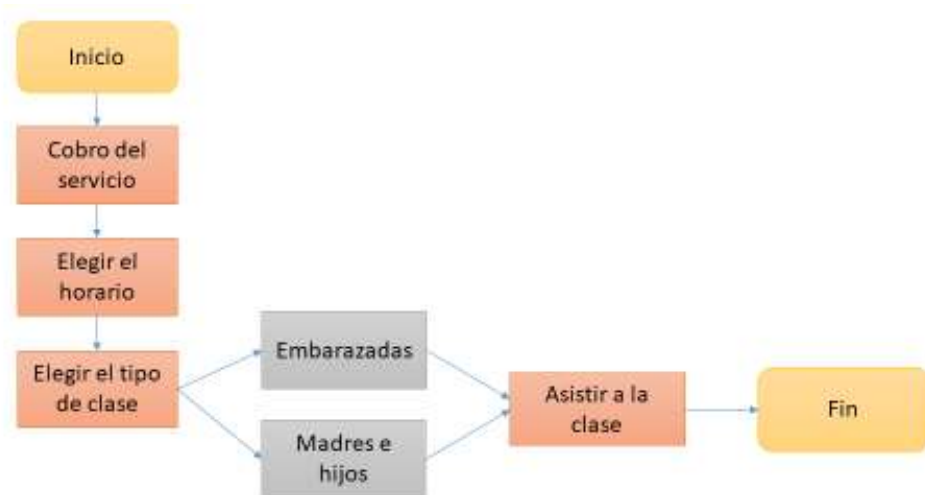 Inicio
Cobro del
servicio
Elegir el
horario
Elegir el tipo
de clase
Embarazadas
Madres e
hijos
Asistir a la
clase
Fin